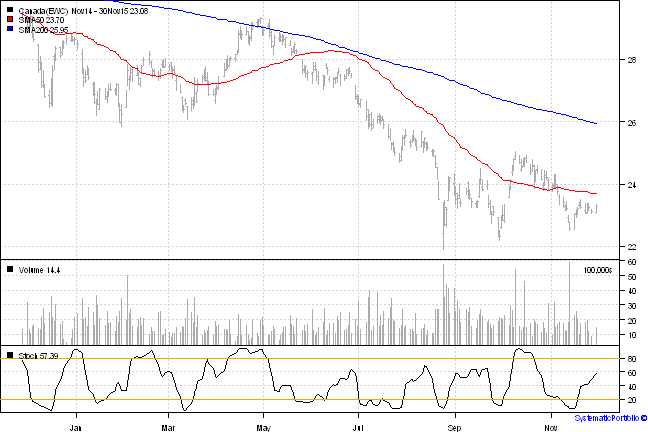 Canada(EWC) Nov14 - 30Nov15 23.08
SMA50 23.70
SMA200 25.95
28
26
24
22
Volume 14.4
100,000s
60
50
40
30
20
10
Stoch 57.39
80
60
40
20
Jan Mar May Jul Sep Nov
SystematicPortfolio ©